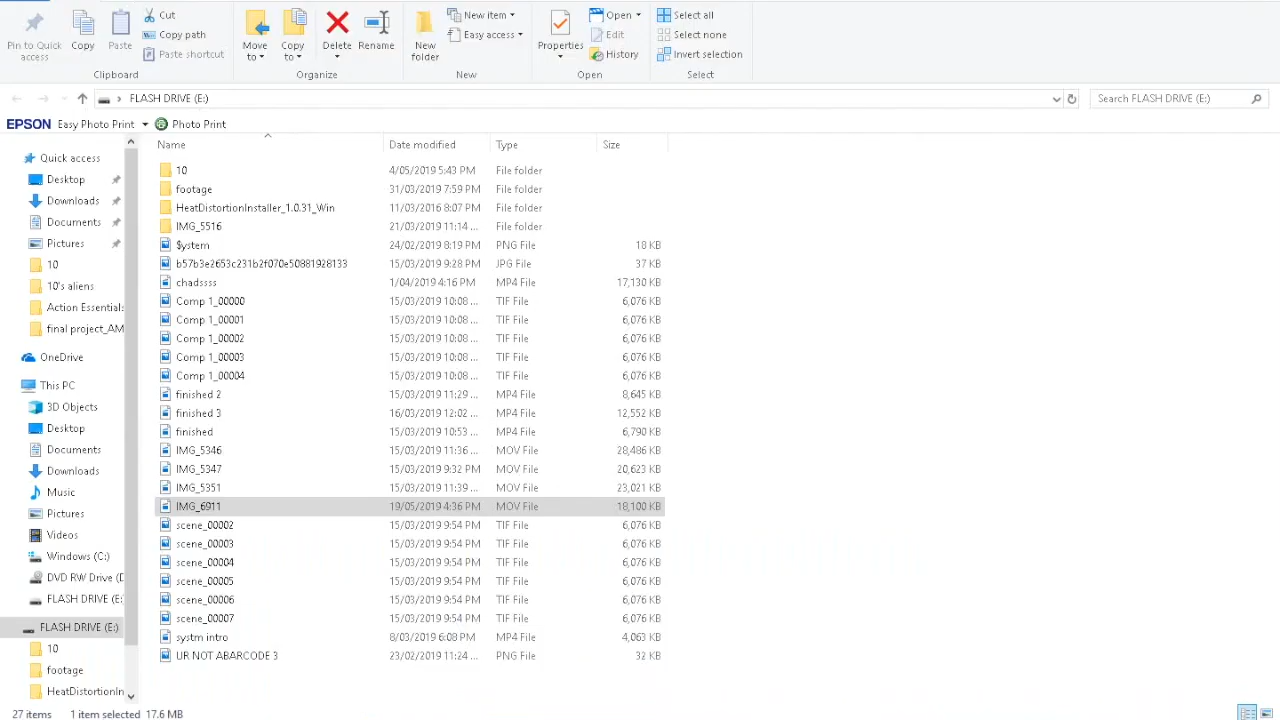 Cut New item Open Select all
Pin to Quick access Copy Paste Copy path Move to Copy to Delete Rename New folder Easy access Properties Edit Select none
Paste shortcut History Invert selection
Clipboard Organize New Open Select
FLASH DRIVE (E:) Search FLASH DRIVE (E:)
EPSON Easy Photo Print Photo Print
Name Date modified Type Size
Quick access
Desktop
Downloads
Documents
Pictures
10
10's aliens
Action Essentials
final project_AM
OneDrive
This PC
3D Objects
Desktop
Documents
Downloads
Music
Pictures
Videos
Windows (C:)
DVD RW Drive (D
FLASH DRIVE (E:
FLASH DRIVE (E:)
10
footage
HeatDistortionIn
10 4/05/2019 5:43 PM File folder
footage 31/03/2019 7:59 PM File folder
HeatDistortionInstaller_1.0.31_Win 11/03/2016 8:07 PM File folder
IMG_5516 21/03/2019 11:14 ... File folder
$ystem 24/02/2019 8:19 PM PNG File 18 KB
b57b3e2653c231b2f070e50881928133 15/03/2019 9:28 PM JPG File 37 KB
chadssss 1/04/2019 4:16 PM MP4 File 17,130 KB
Comp 1_00000 15/03/2019 10:08 ... TIF File 6,076 KB
Comp 1_00001 15/03/2019 10:08 ... TIF File 6,076 KB
Comp 1_00002 15/03/2019 10:08 ... TIF File 6,076 KB
Comp 1_00003 15/03/2019 10:08 ... TIF File 6,076 KB
Comp 1_00004 15/03/2019 10:08 ... TIF File 6,076 KB
finished 2 15/03/2019 11:29 ... MP4 File 8,645 KB
finished 3 16/03/2019 12:02 ... MP4 File 12,552 KB
finished 15/03/2019 10:53 ... MP4 File 6,790 KB
IMG_5346 15/03/2019 11:36 ... MOV File 28,486 KB
IMG_5347 15/03/2019 9:32 PM MOV File 20,623 KB
IMG_5351 15/03/2019 11:39 ... MOV File 23,021 KB
IMG_6911 19/05/2019 4:36 PM MOV File 18,100 KB
scene_00002 15/03/2019 9:54 PM TIF File 6,076 KB
scene_00003 15/03/2019 9:54 PM TIF File 6,076 KB
scene_00004 15/03/2019 9:54 PM TIF File 6,076 KB
scene_00005 15/03/2019 9:54 PM TIF File 6,076 KB
scene_00006 15/03/2019 9:54 PM TIF File 6,076 KB
scene_00007 15/03/2019 9:54 PM TIF File 6,076 KB
systm intro 8/03/2019 6:08 PM MP4 File 4,063 KB
UR NOT ABARCODE 3 23/02/2019 11:24 ... PNG File 32 KB
27 items 1 item selected 17.6 MB